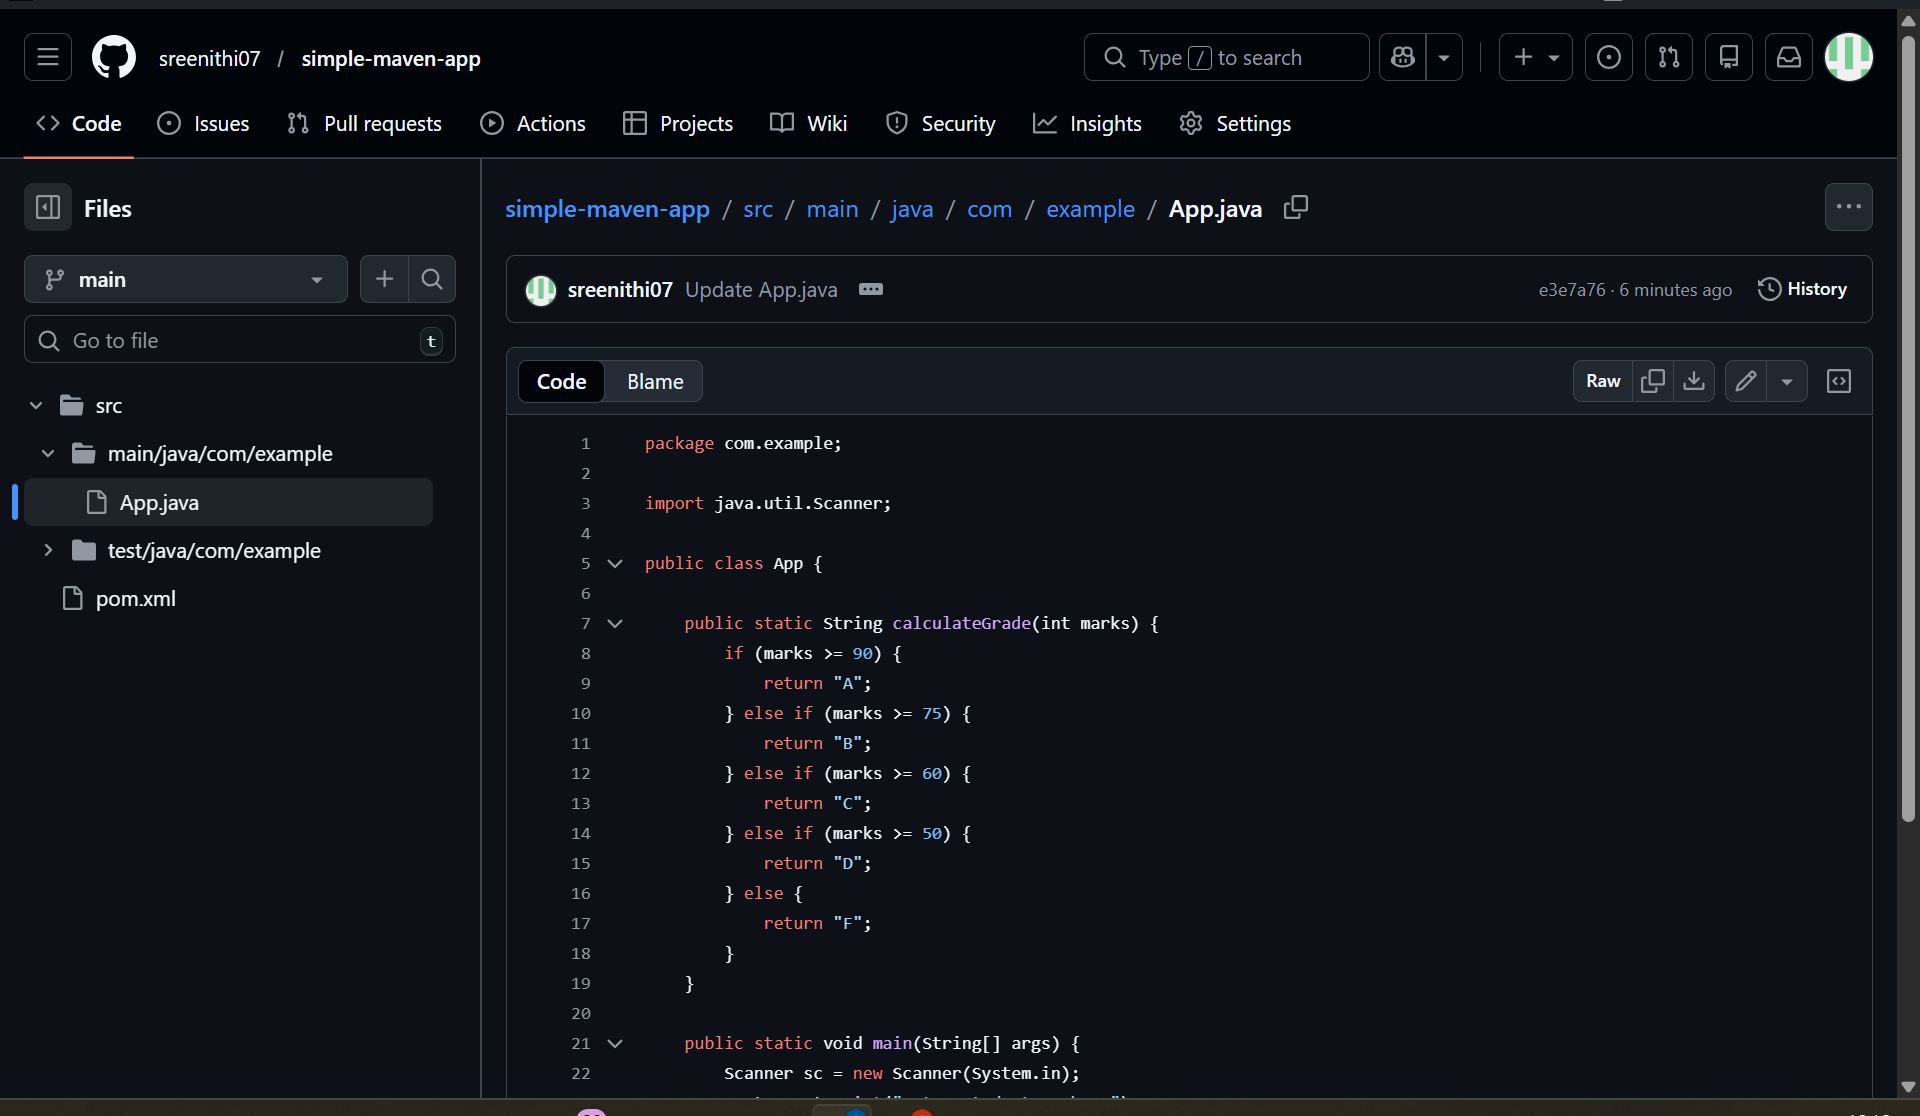 sreenithi07 / simple-maven-app
Type / to search
Code Issues Pull requests Actions Projects Wiki Security Insights Settings
Files
main
Go to file t
src
main/java/com/example
App.java
test/java/com/example
pom.xml
simple-maven-app / src / main / java / com / example / App.java
sreenithi07 Update App.java e3e7a76 · 6 minutes ago History
Code Blame Raw
1 package com.example;
2
3 import java.util.Scanner;
4
5 public class App {
6
7 public static String calculateGrade(int marks) {
8 if (marks >= 90) {
9 return "A";
10 } else if (marks >= 75) {
11 return "B";
12 } else if (marks >= 60) {
13 return "C";
14 } else if (marks >= 50) {
15 return "D";
16 } else {
17 return "F";
18 }
19 }
20
21 public static void main(String[] args) {
22 Scanner sc = new Scanner(System.in);